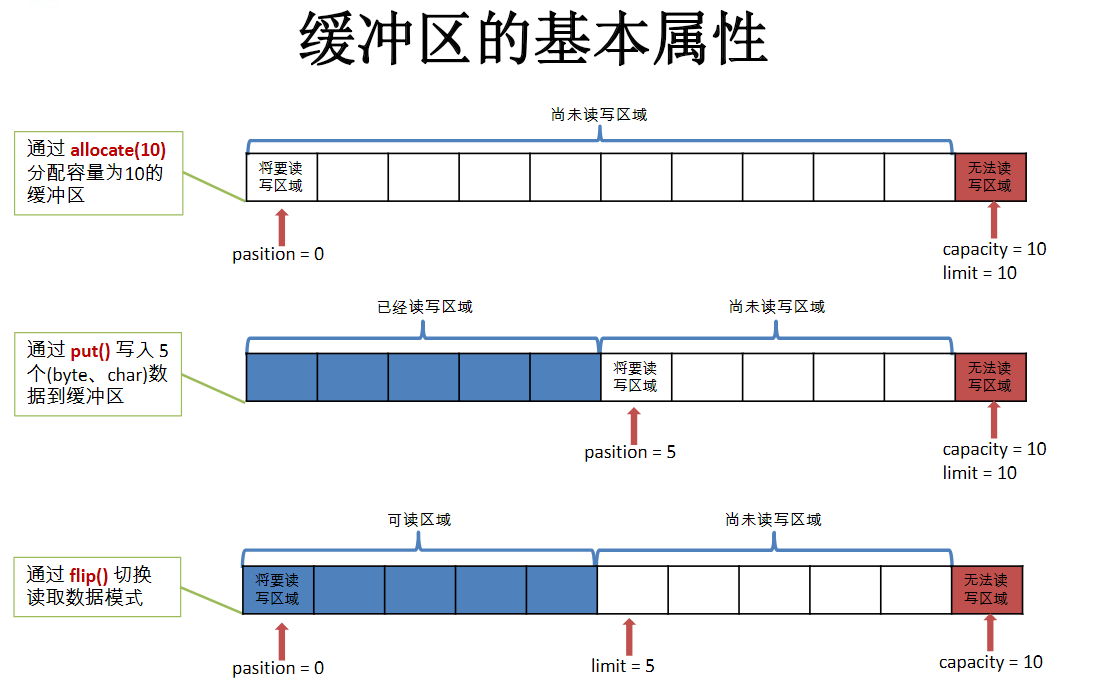 缓冲区的基本属性
尚未读写区域
通过 allocate(10)
分配容量为10的
缓冲区
将要读
写区域
无法读
写区域
pasition = 0
capacity = 10
limit = 10
已经读写区域
尚未读写区域
通过 put() 写入 5
个(byte、char)数
据到缓冲区
将要读
写区域
无法读
写区域
pasition = 5
capacity = 10
limit = 10
可读区域
尚未读写区域
通过 flip() 切换
读取数据模式
将要读
写区域
无法读
写区域
pasition = 0
limit = 5
capacity = 10